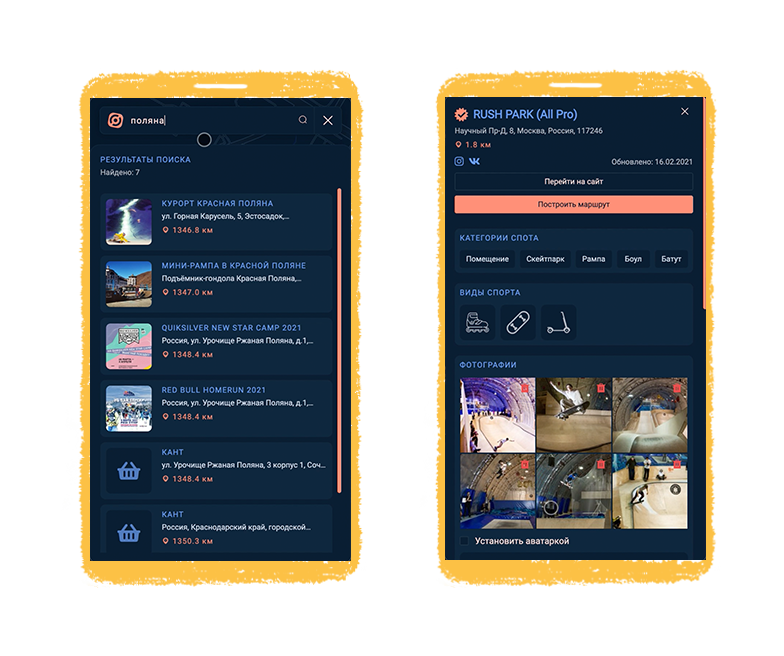 поляна
РЕЗУЛЬТАТЫ ПОИСКА
Найдено: 7
КУРОРТ КРАСНАЯ ПОЛЯНА
ул. Горная Карусель, 5, Эстосадок,...
1346.8 км
МИНИ-РАМПА В КРАСНОЙ ПОЛЯНЕ
Подъёмник-гондола Красная Поляна,...
1347.0 км
QUIKSILVER NEW STAR CAMP 2021
Россия, ул. Урочище Ржаная Поляна, д.1,...
1348.4 км
RED BULL HOMERUN 2021
Россия, ул. Урочище Ржаная Поляна, д.1,...
1348.4 км
КАНТ
ул. Урочище Ржаная Поляна, 3 корпус 1, Соч...
1348.4 км
КАНТ
Россия, Краснодарский край, городской...
1350.3 км
RUSH PARK (All Pro)
Научный Пр-Д, 8, Москва, Россия, 117246
1.8 км
Обновлено: 16.02.2021
Перейти на сайт
Построить маршрут
КАТЕГОРИИ СПОТА
Помещение Скейтпарк Рампа Боул Батут
ВИДЫ СПОРТА
ФОТОГРАФИИ
Установить аватаркой